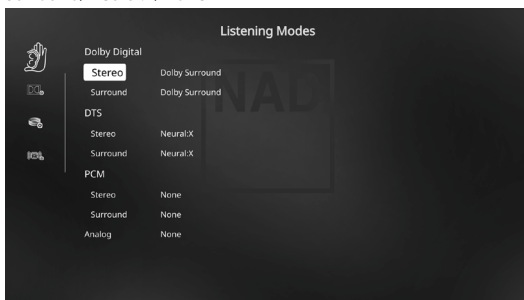 Listening Modes
Dolby Digital
Stereo Dolby Surround
Surround Dolby Surround
NAD
DTS
Stereo Neural:X
Surround Neural:X
PCM
Stereo None
Surround None
Analog None